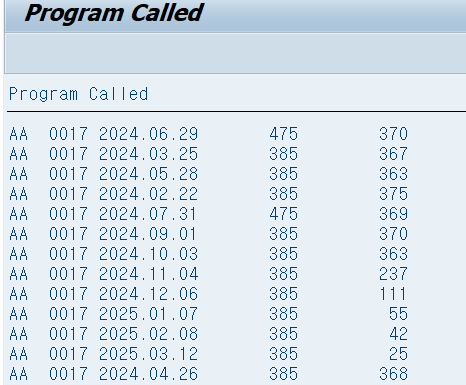 Program Called
Program Called
AA 0017 2024.06.29 475 370
AA 0017 2024.03.25 385 367
AA 0017 2024.05.28 385 363
AA 0017 2024.02.22 385 375
AA 0017 2024.07.31 475 369
AA 0017 2024.09.01 385 370
AA 0017 2024.10.03 385 363
AA 0017 2024.11.04 385 237
AA 0017 2024.12.06 385 111
AA 0017 2025.01.07 385 55
AA 0017 2025.02.08 385 42
AA 0017 2025.03.12 385 25
AA 0017 2024.04.26 385 368